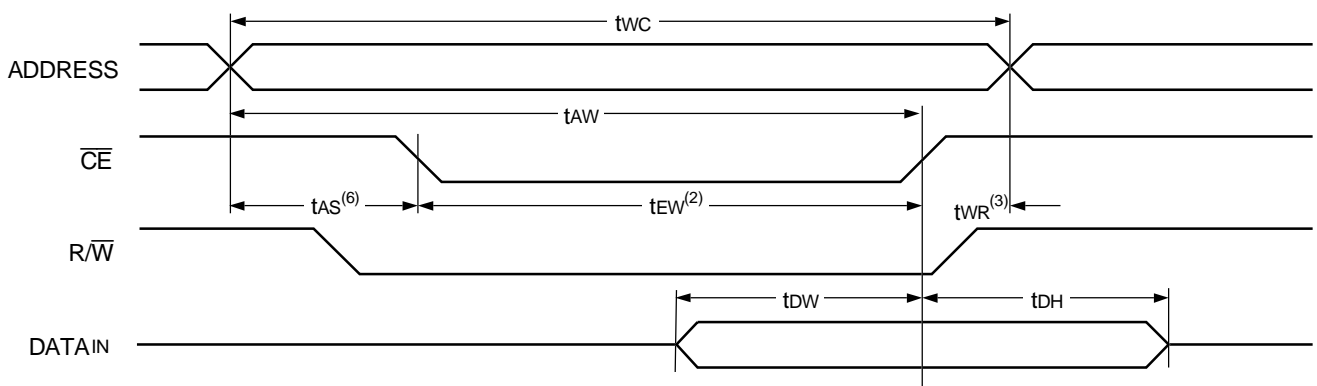 tWC
ADDRESS
tAW
CE
tAS(6)
tEW(2)
tWR(3)
R/W
tDW
tDH
DATAIN